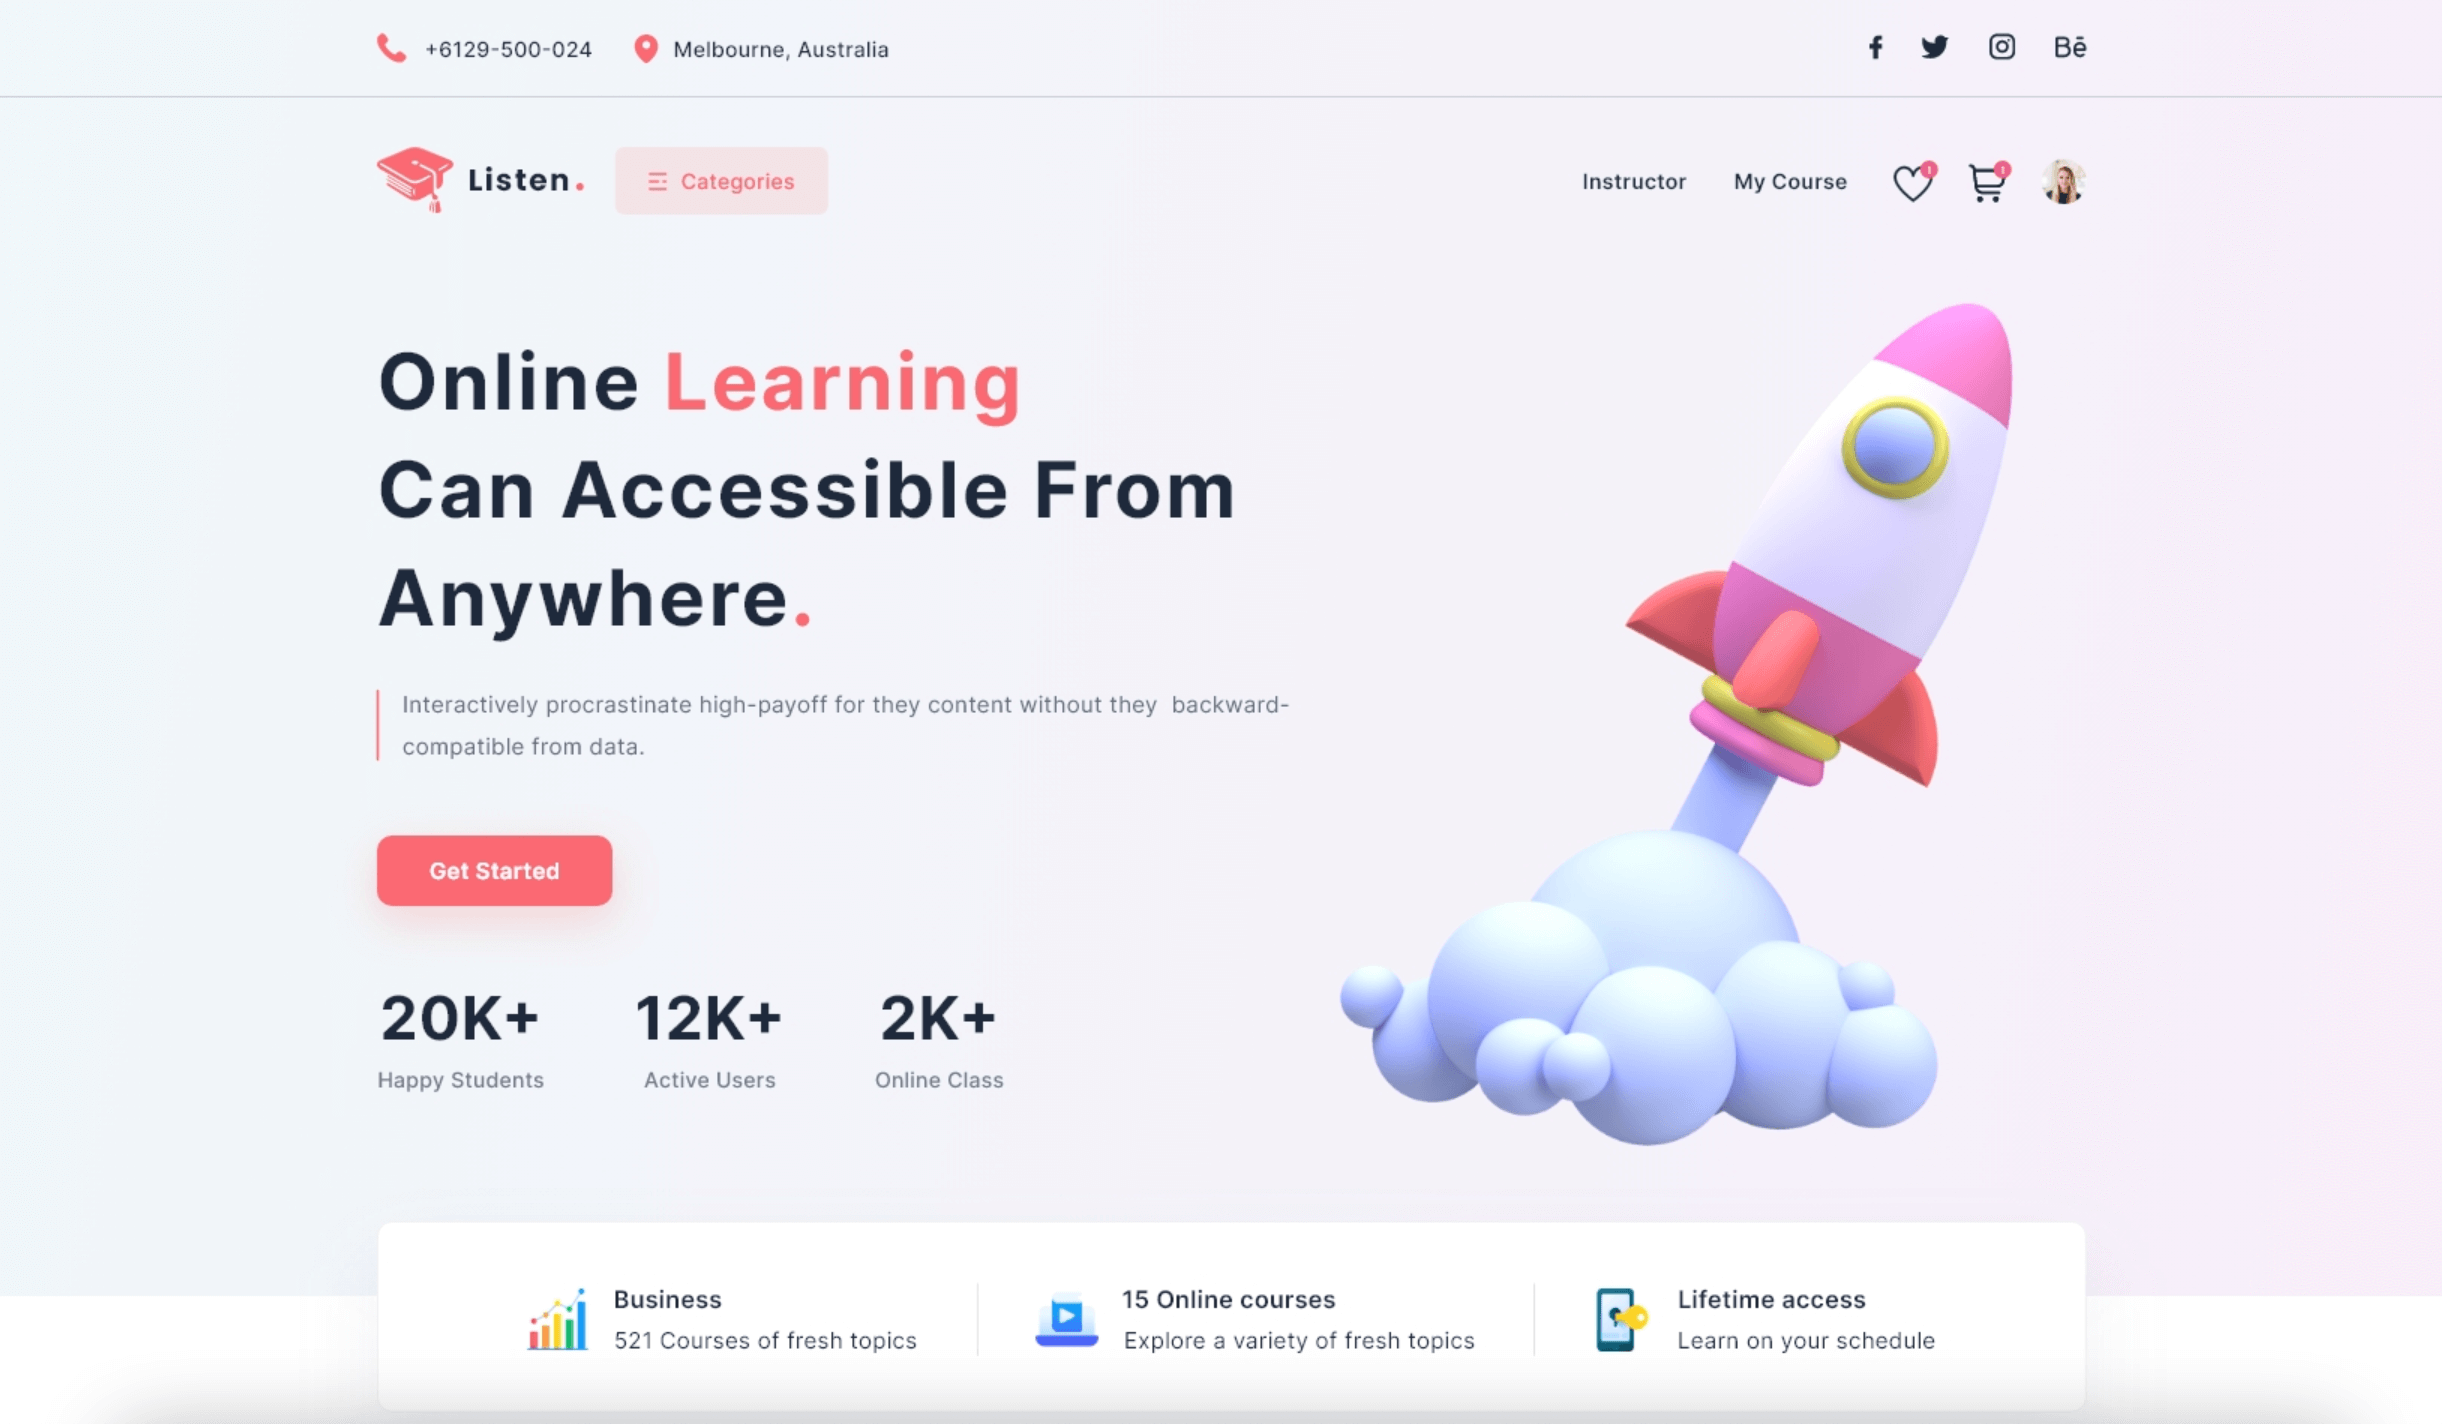 +6129-500-024 Melbourne, Australia Bē
Listen. Categories Instructor My Course 1 1
Online Learning
Can Accessible From
Anywhere.
Interactively procrastinate high-payoff for they content without they backward-
compatible from data.
Get Started
20K+ 12K+ 2K+
Happy Students Active Users Online Class
Business 15 Online courses Lifetime access
521 Courses of fresh topics Explore a variety of fresh topics Learn on your schedule